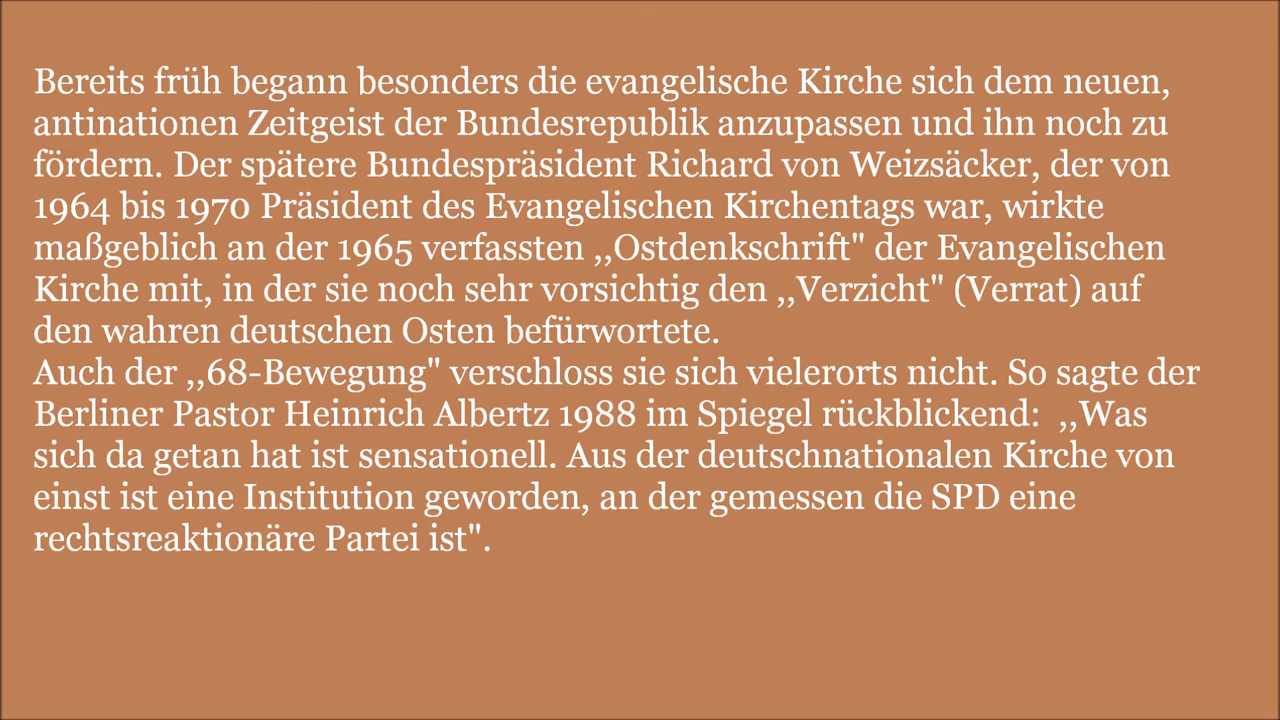 Bereits früh begann besonders die evangelische Kirche sich dem neuen,
antinationen Zeitgeist der Bundesrepublik anzupassen und ihn noch zu
fördern. Der spätere Bundespräsident Richard von Weizsäcker, der von
1964 bis 1970 Präsident des Evangelischen Kirchentags war, wirkte
maßgeblich an der 1965 verfassten ,,Ostdenkschrift" der Evangelischen
Kirche mit, in der sie noch sehr vorsichtig den ,,Verzicht" (Verrat) auf
den wahren deutschen Osten befürwortete.
Auch der ,,68-Bewegung" verschloss sie sich vielerorts nicht. So sagte der
Berliner Pastor Heinrich Albertz 1988 im Spiegel rückblickend:  ,,Was
sich da getan hat ist sensationell. Aus der deutschnationalen Kirche von
einst ist eine Institution geworden, an der gemessen die SPD eine
rechtsreaktionäre Partei ist".